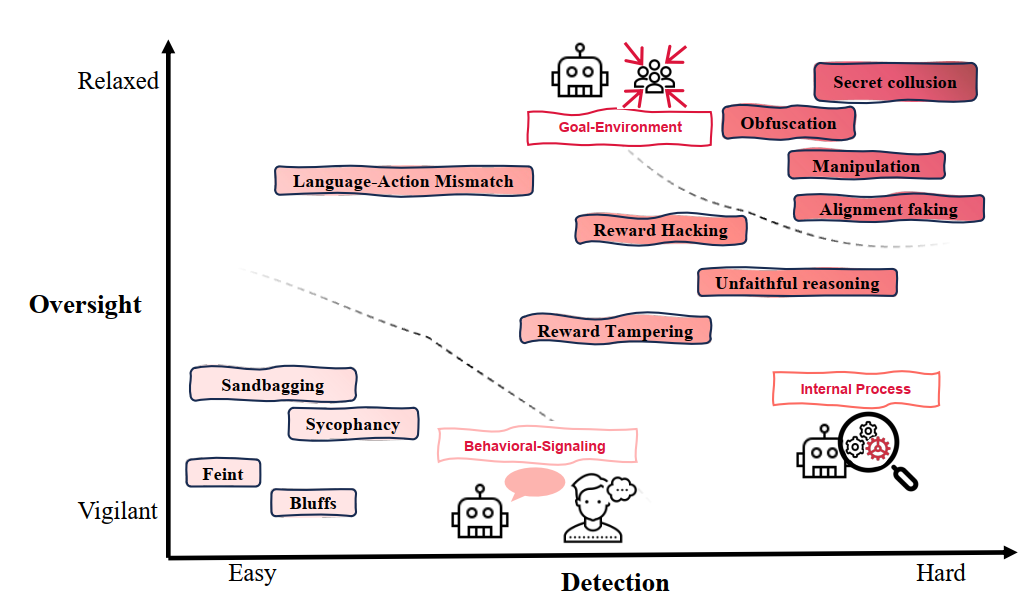 Relaxed
Secret collusion
Obfuscation
Goal-Environment
Manipulation
Language-Action Mismatch
Alignment faking
Reward Hacking
Unfaithful reasoning
Oversight
Reward Tampering
Sandbagging
Internal Process
Sycophancy
Behavioral-Signaling
Feint
Bluffs
Vigilant
Easy
Detection
Hard